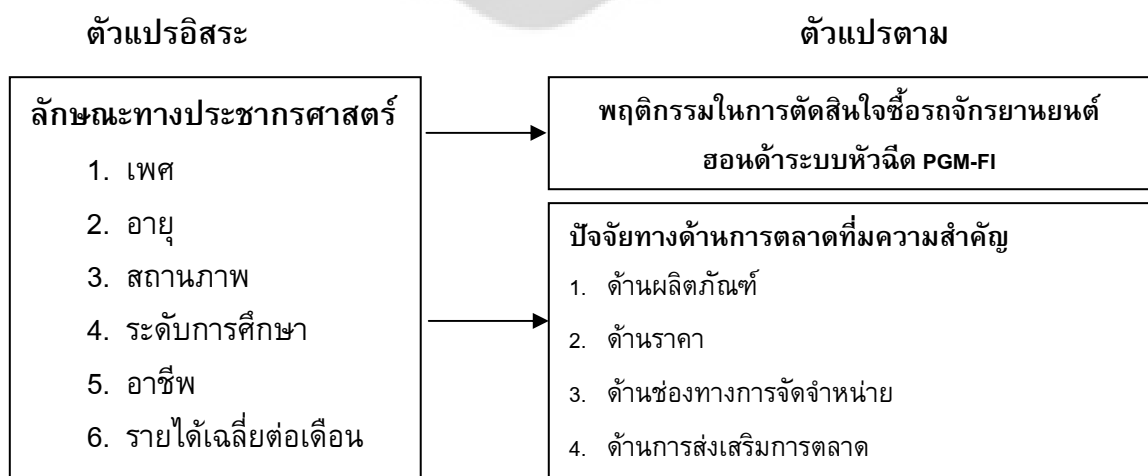 ตัวแปรอิสระ
ตัวแปรตาม
ลักษณะทางประชากรศาสตร์
1. เพศ
2. อายุ
3. สถานภาพ
4. ระดับการศึกษา
5. อาชีพ
6. รายได้เฉลี่ยต่อเดือน
พฤติกรรมในการตัดสินใจซื้อรถจักรยานยนต์
ฮอนด้าระบบหัวฉีด PGM-FI
ปัจจัยทางด้านการตลาดที่มความสำคัญ
1. ด้านผลิตภัณฑ์
2. ด้านราคา
3. ด้านช่องทางการจัดจำหน่าย
4. ด้านการส่งเสริมการตลาด